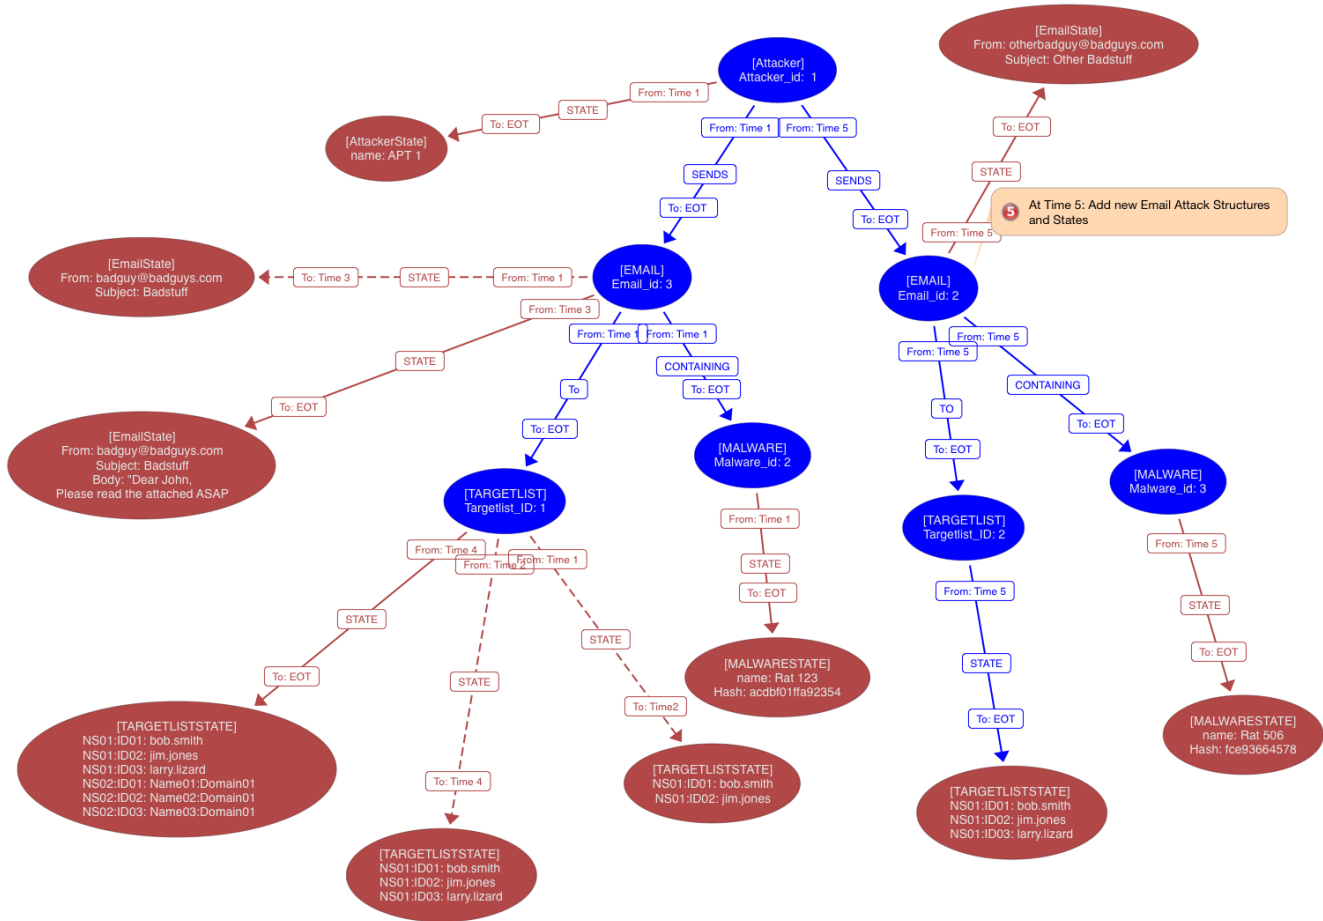 [EmailState]
From: otherbadguy@badguys.com
Subject: Other Badstuff
[Attacker]
Attacker_id: 1
From: Time 1
STATE
To: EOT
[AttackerState]
name: APT 1
From: Time 1
From: Time 5
SENDS
SENDS
To: EOT
To: EOT
To: EOT
STATE
From: Time 5
5
At Time 5: Add new Email Attack Structures
and States
[EmailState]
From: badguy@badguys.com
Subject: Badstuff
To: Time 3
STATE
From: Time 1
[EMAIL]
Email_id: 3
[EMAIL]
Email_id: 2
From: Time 3
STATE
To: EOT
[EmailState]
From: badguy@badguys.com
Subject: Badstuff
Body: "Dear John,
Please read the attached ASAP
From: Time 1
From: Time 1
To
CONTAINING
To: EOT
To: EOT
From: Time 5
From: Time 5
TO
CONTAINING
To: EOT
To: EOT
[TARGETLIST]
Targetlist_ID: 1
[MALWARE]
Malware_id: 2
[TARGETLIST]
Targetlist_ID: 2
[MALWARE]
Malware_id: 3
From: Time 4
From: Time 2
From: Time 1
STATE
STATE
STATE
To: EOT
To: Time 4
To: Time2
From: Time 1
STATE
To: EOT
From: Time 5
STATE
To: EOT
From: Time 5
STATE
To: EOT
[MALWARESTATE]
name: Rat 123
Hash: acdbf01ffa92354
[MALWARESTATE]
name: Rat 506
Hash: fce93664578
[TARGETLISTSTATE]
NS01:ID01: bob.smith
NS01:ID02: jim.jones
NS01:ID03: larry.lizard
NS02:ID01: Name01:Domain01
NS02:ID02: Name02:Domain01
NS02:ID03: Name03:Domain01
[TARGETLISTSTATE]
NS01:ID01: bob.smith
NS01:ID02: jim.jones
[TARGETLISTSTATE]
NS01:ID01: bob.smith
NS01:ID02: jim.jones
NS01:ID03: larry.lizard
[TARGETLISTSTATE]
NS01:ID01: bob.smith
NS01:ID02: jim.jones
NS01:ID03: larry.lizard